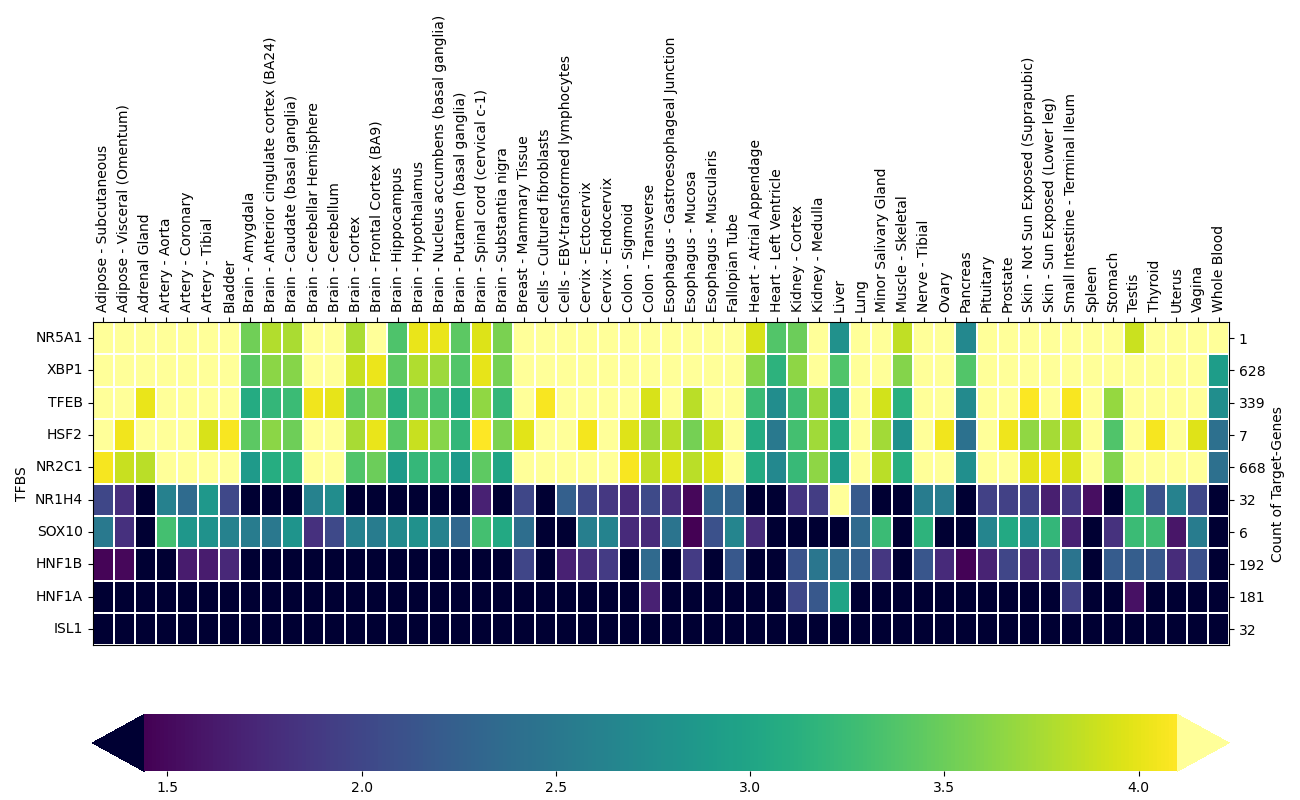 Adipose - Subcutaneous
Adipose - Visceral (Omentum)
Adrenal Gland
Artery - Aorta
Artery - Coronary
Artery - Tibial
Bladder
Brain - Amygdala
Brain - Anterior cingulate cortex (BA24)
Brain - Caudate (basal ganglia)
Brain - Cerebellar Hemisphere
Brain - Cerebellum
Brain - Cortex
Brain - Frontal Cortex (BA9)
Brain - Hippocampus
Brain - Hypothalamus
Brain - Nucleus accumbens (basal ganglia)
Brain - Putamen (basal ganglia)
Brain - Spinal cord (cervical c-1)
Brain - Substantia nigra
Breast - Mammary Tissue
Cells - Cultured fibroblasts
Cells - EBV-transformed lymphocytes
Cervix - Ectocervix
Cervix - Endocervix
Colon - Sigmoid
Colon - Transverse
Esophagus - Gastroesophageal Junction
Esophagus - Mucosa
Esophagus - Muscularis
Fallopian Tube
Heart - Atrial Appendage
Heart - Left Ventricle
Kidney - Cortex
Kidney - Medulla
Liver
Lung
Minor Salivary Gland
Muscle - Skeletal
Nerve - Tibial
Ovary
Pancreas
Pituitary
Prostate
Skin - Not Sun Exposed (Suprapubic)
Skin - Sun Exposed (Lower leg)
Small Intestine - Terminal Ileum
Spleen
Stomach
Testis
Thyroid
Uterus
Vagina
Whole Blood
TFBS
NR5A1 1
XBP1 628
TFEB 339
HSF2 7
NR2C1 668
NR1H4 32
SOX10 6
HNF1B 192
HNF1A 181
ISL1 32
Count of Target-Genes
1.5 2.0 2.5 3.0 3.5 4.0